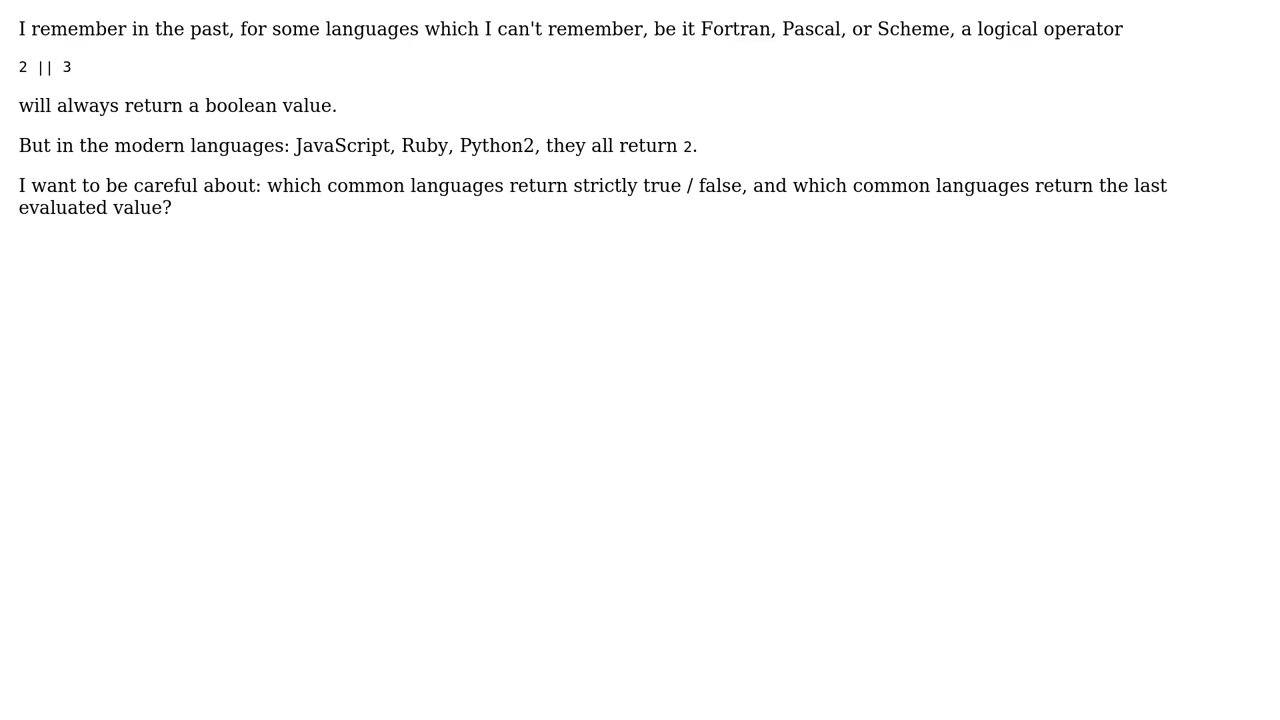 I remember in the past, for some languages which I can't remember, be it Fortran, Pascal, or Scheme, a logical operator
2 || 3
will always return a boolean value.
But in the modern languages: JavaScript, Ruby, Python2, they all return 2.
I want to be careful about: which common languages return strictly true / false, and which common languages return the last
evaluated value?